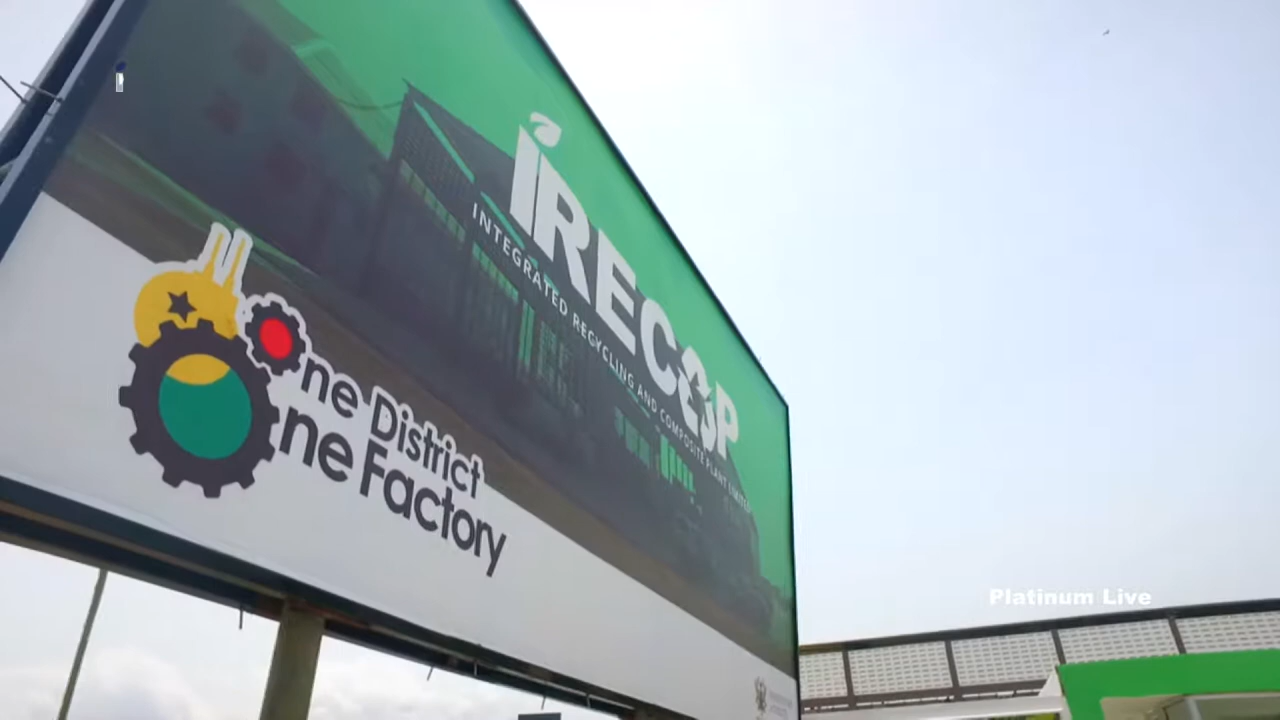 IRECOP
INTEGRATED RECYCLING AND COMPOSITE PLANT LIMITED
One District
One Factory
Platinum Live